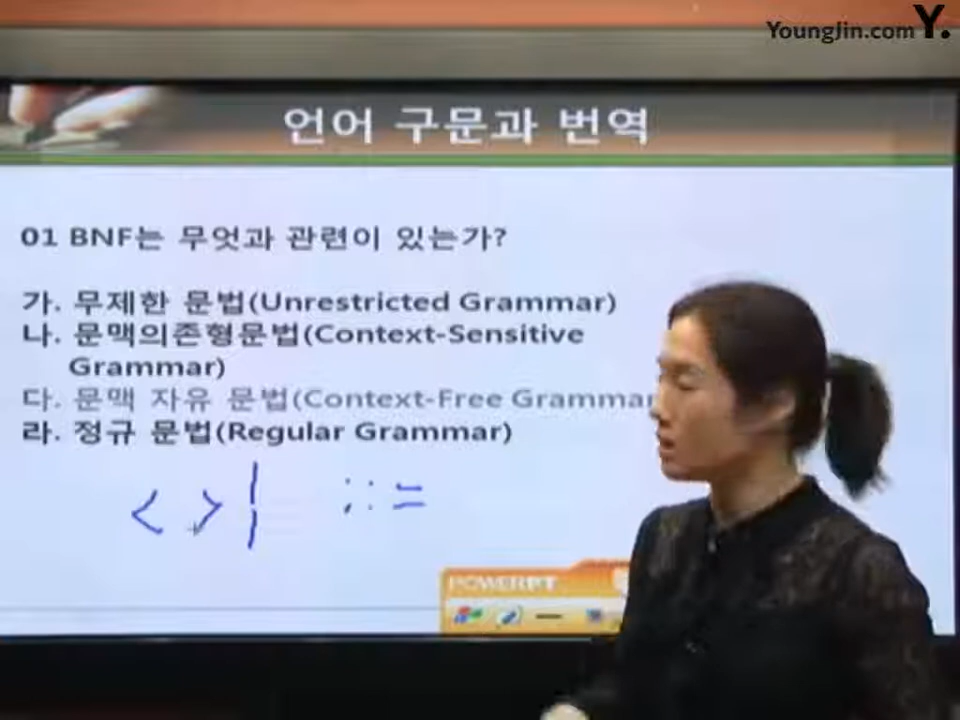 YoungJin.com Y.
언어 구문과 번역
01 BNF는 무엇과 관련이 있는가?
가. 무제한 문법(Unrestricted Grammar)
나. 문맥의존형문법(Context-Sensitive
Grammar)
다. 문맥 자유 문법(Context-Free Grammar
라. 정규 문법(Regular Grammar)
< > | ::=
POWERPT